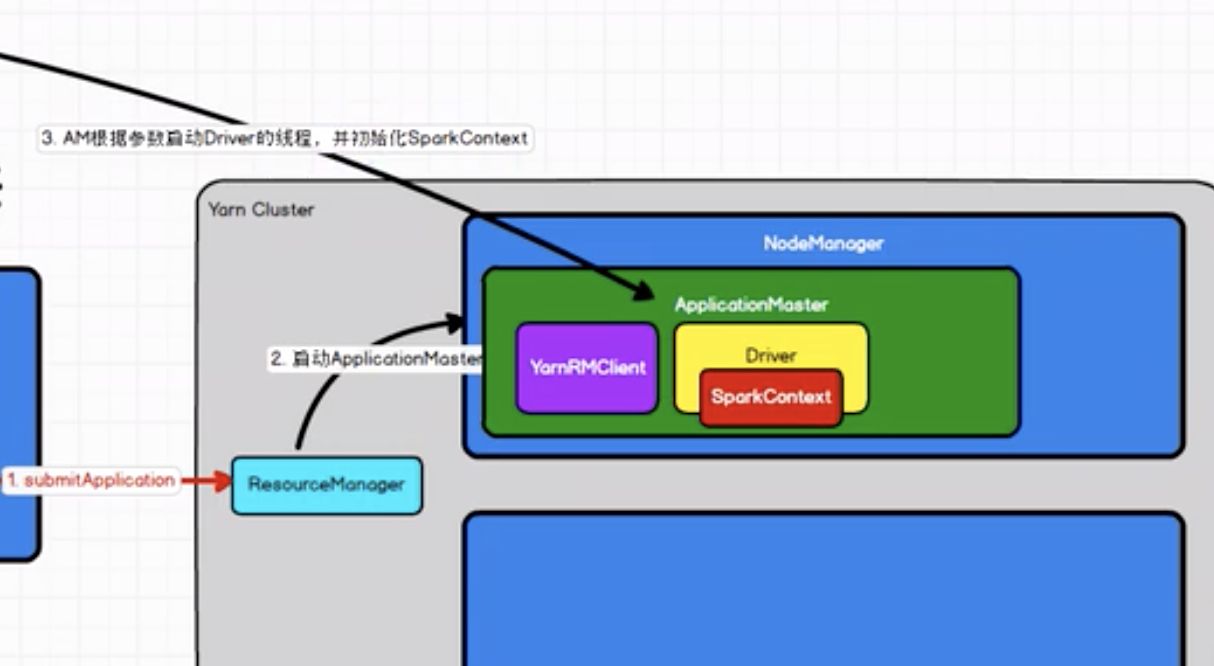 3. AM根据参数启动Driver的线程，并初始化SparkContext
Yarn Cluster
NodeManager
ApplicationMaster
2. 启动ApplicationMaster
YarnRMClient
Driver
SparkContext
1. submitApplication
ResourceManager